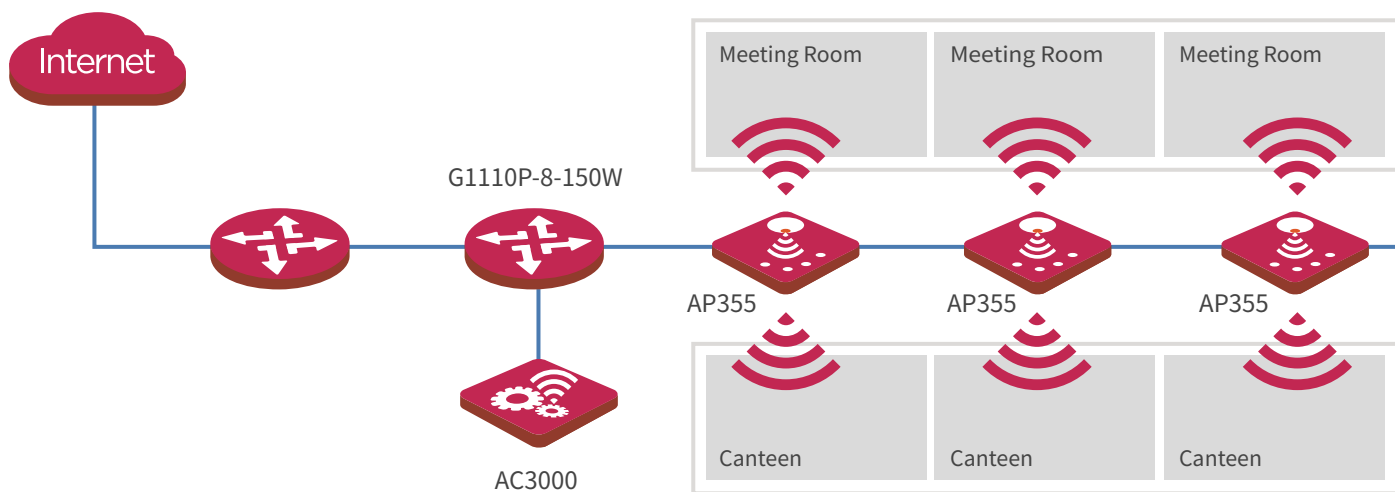 Internet
Meeting Room
Meeting Room
Meeting Room
G1110P-8-150W
AP355
AP355
AP355
AC3000
Canteen
Canteen
Canteen